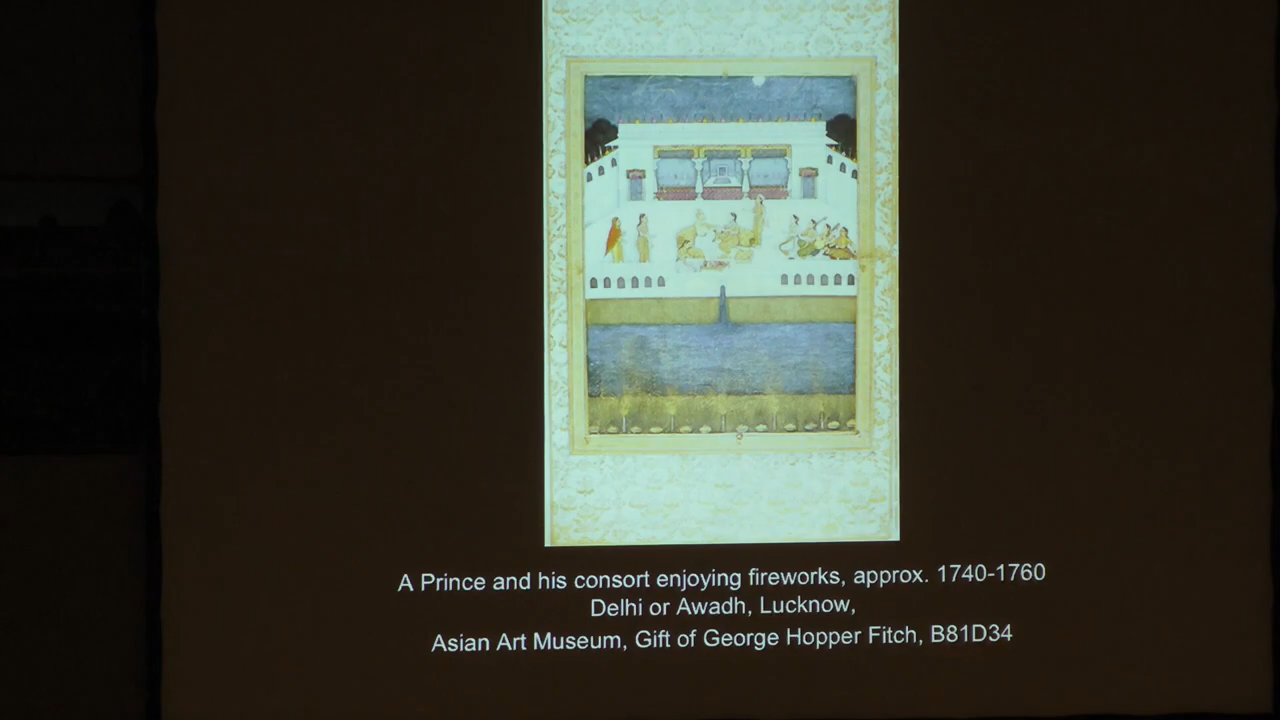 A Prince and his consort enjoying fireworks, approx. 1740-1760
Delhi or Awadh, Lucknow,
Asian Art Museum, Gift of George Hopper Fitch, B81D34